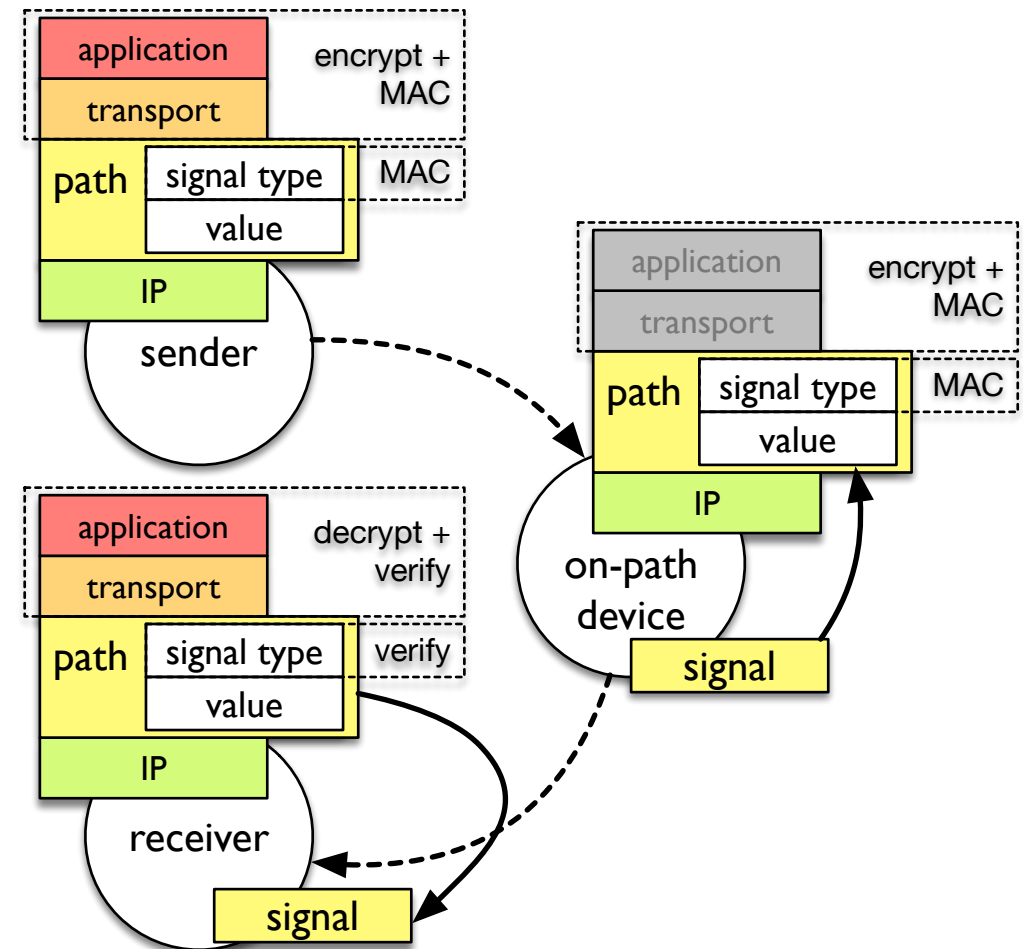 application
encrypt +
MAC
transport
path
signal type
MAC
value
IP
sender
application
encrypt +
MAC
transport
path
signal type
MAC
value
IP
on-path
device
signal
application
decrypt +
verify
transport
path
signal type
verify
value
IP
receiver
signal